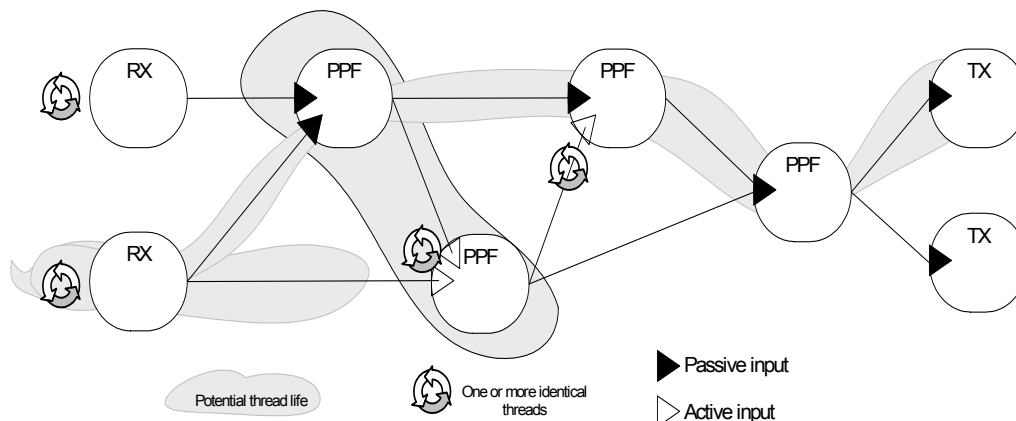 RX
PPF
PPF
TX
PPF
RX
PPF
TX
Passive input
Potential thread life
One or more identical
threads
Active input